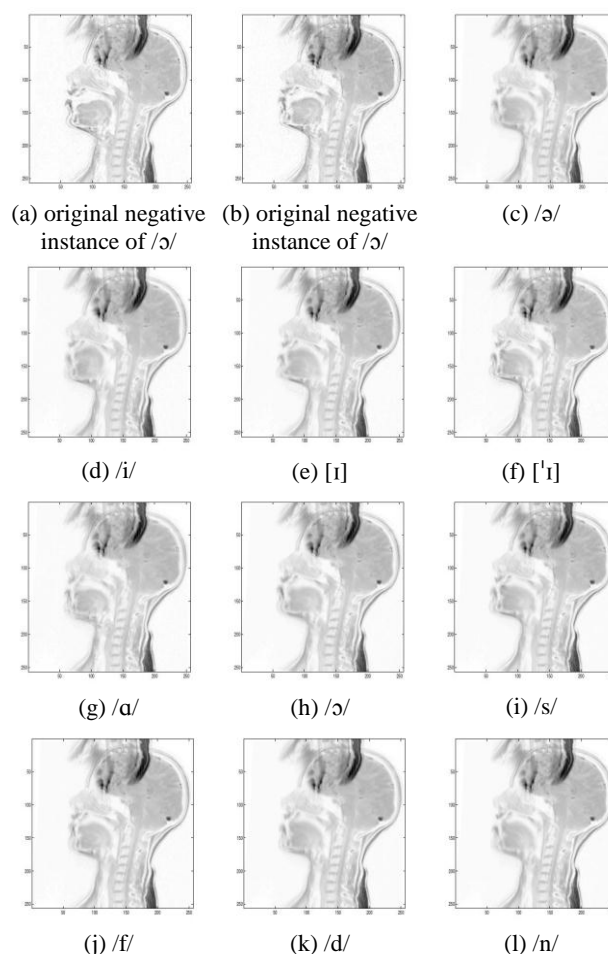 (a) original negative
instance of /ɔ/
(b) original negative
instance of /ɔ/
(c) /ə/
(d) /i/
(e) [ɪ]
(f) [ˈɪ]
(g) /ɑ/
(h) /ɔ/
(i) /s/
(j) /f/
(k) /d/
(l) /n/